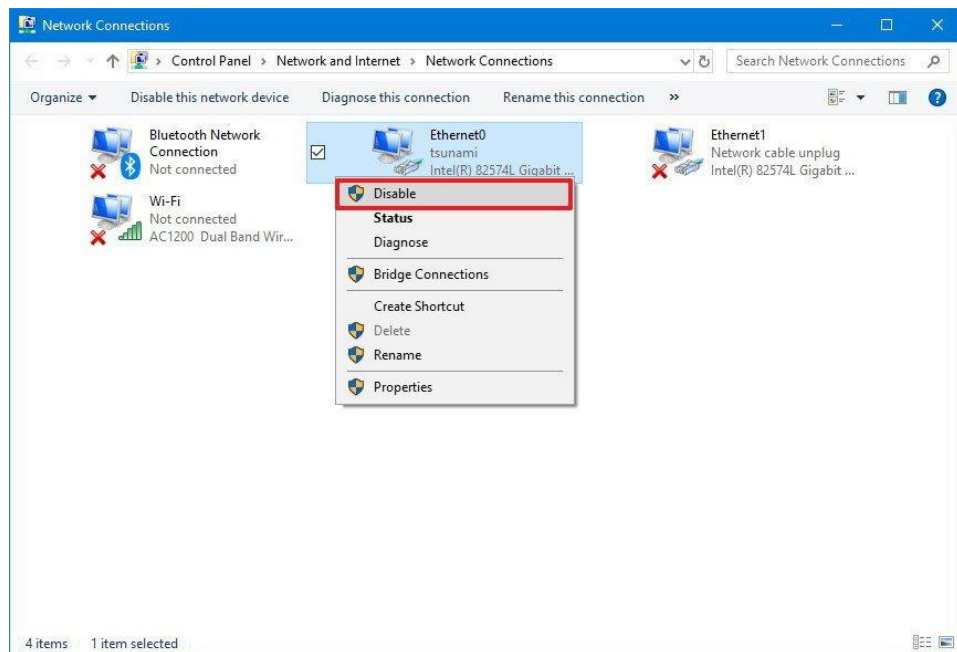 Network Connections
Control Panel > Network and Internet > Network Connections
Search Network Connections
Organize
Disable this network device
Diagnose this connection
Rename this connection
»
Bluetooth Network
Connection
Not connected
Ethernet0
tsunami
Intel(R) 82574L Gigabit ...
Ethernet1
Network cable unplug
Intel(R) 82574L Gigabit ...
Wi-Fi
Not connected
AC1200 Dual Band Wir...
Disable
Status
Diagnose
Bridge Connections
Create Shortcut
Delete
Rename
Properties
4 items
1 item selected